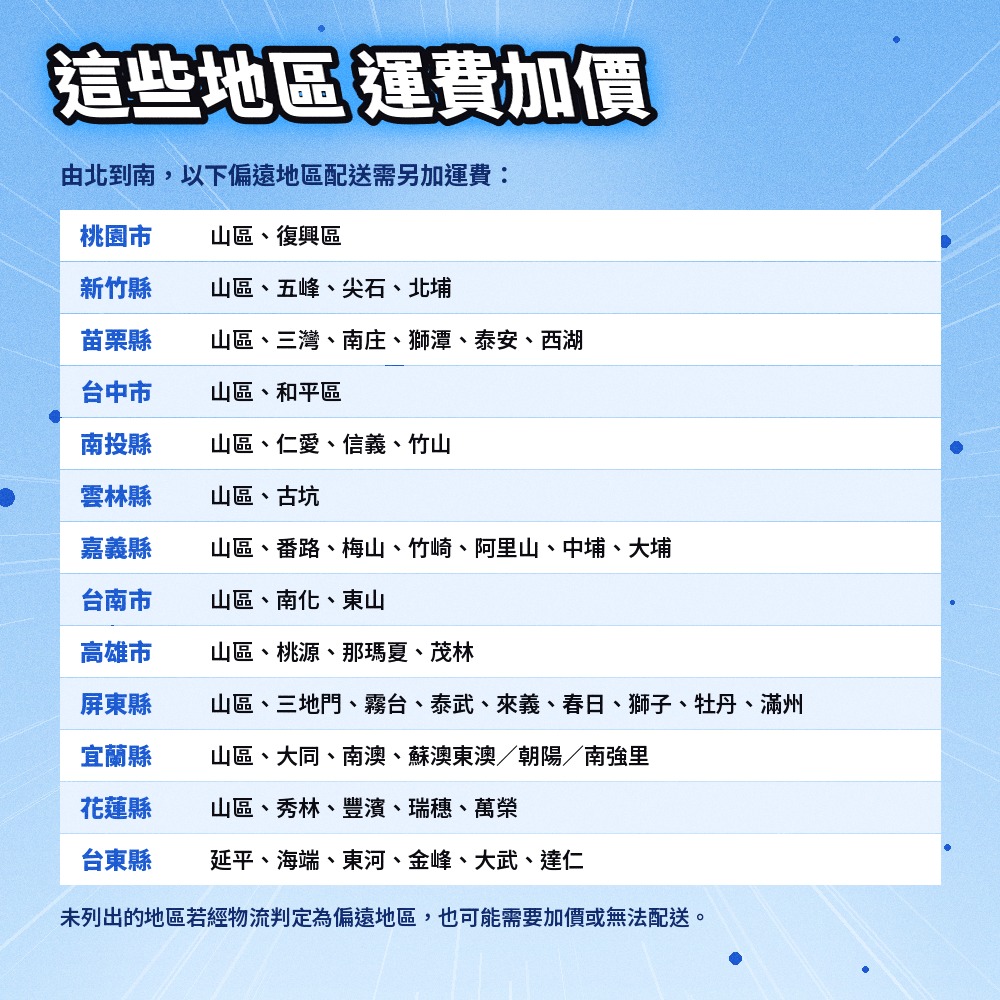 這些地區 運費加價
由北到南，以下偏遠地區配送需另加運費：
桃園市 山區、復興區
新竹縣 山區、五峰、尖石、北埔
苗栗縣 山區、三灣、南庄、獅潭、泰安、西湖
台中市 山區、和平區
南投縣 山區、仁愛、信義、竹山
雲林縣 山區、古坑
嘉義縣 山區、番路、梅山、竹崎、阿里山、中埔、大埔
台南市 山區、南化、東山
高雄市 山區、桃源、那瑪夏、茂林
屏東縣 山區、三地門、霧台、泰武、來義、春日、獅子、牡丹、滿州
宜蘭縣 山區、大同、南澳、蘇澳東澳／朝陽／南強里
花蓮縣 山區、秀林、豐濱、瑞穗、萬榮
台東縣 延平、海端、東河、金峰、大武、達仁
未列出的地區若經物流判定為偏遠地區，也可能需要加價或無法配送。